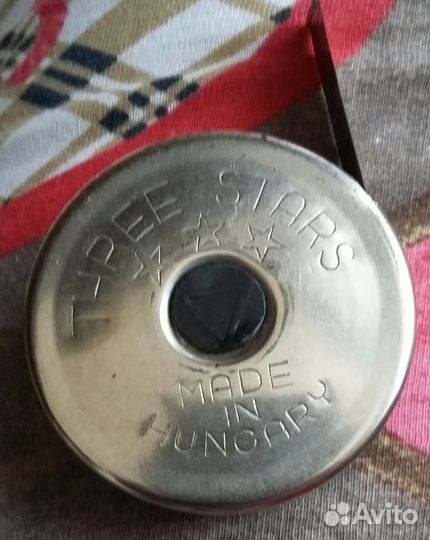 THREE STARS
MADE
IN
HUNGARY
Avito